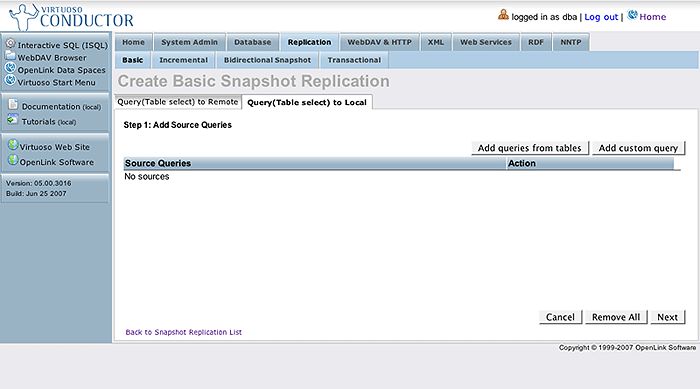 VIRTUOSO
CONDUCTOR
logged in as dba | Log out | Home
Interactive SQL (ISQL)
WebDAV Browser
OpenLink Data Spaces
Virtuoso Start Menu
Documentation (local)
Tutorials (local)
Virtuoso Web Site
OpenLink Software
Version: 05.00.3016
Build: Jun 25 2007
Home System Admin Database Replication WebDAV & HTTP XML Web Services RDF NNTP
Basic Incremental Bidirectional Snapshot Transactional
Create Basic Snapshot Replication
Query(Table select) to Remote Query(Table select) to Local
Step 1: Add Source Queries
Add queries from tables Add custom query
Source Queries Action
No sources
Cancel Remove All Next
Back to Snapshot Replication List
Copyright © 1999-2007 OpenLink Software